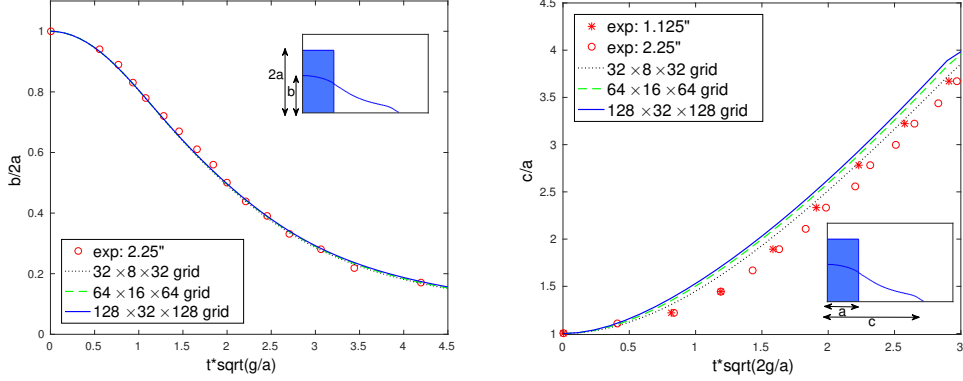 1
0.8
0.6
0.4
0.2
0
b/2a
0 0.5 1 1.5 2 2.5 3 3.5 4 4.5
t*sqrt(g/a)
2a
b
exp: 2.25"
32 ×8 ×32 grid
64 ×16 ×64 grid
128 ×32 ×128 grid
4.5
4
3.5
3
2.5
2
1.5
1
c/a
0 0.5 1 1.5 2 2.5 3
t*sqrt(2g/a)
exp: 1.125"
exp: 2.25"
32 ×8 ×32 grid
64 ×16 ×64 grid
128 ×32 ×128 grid
a
c